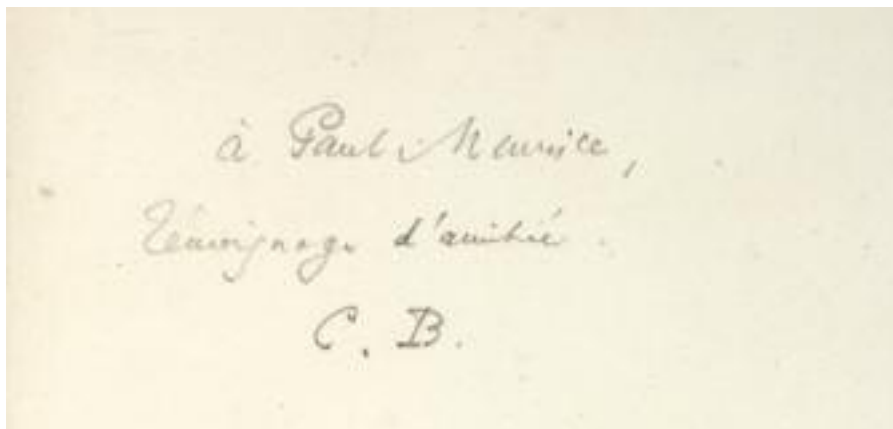 à Paul Meurice,
Témoignage d'amitié.
C. B.